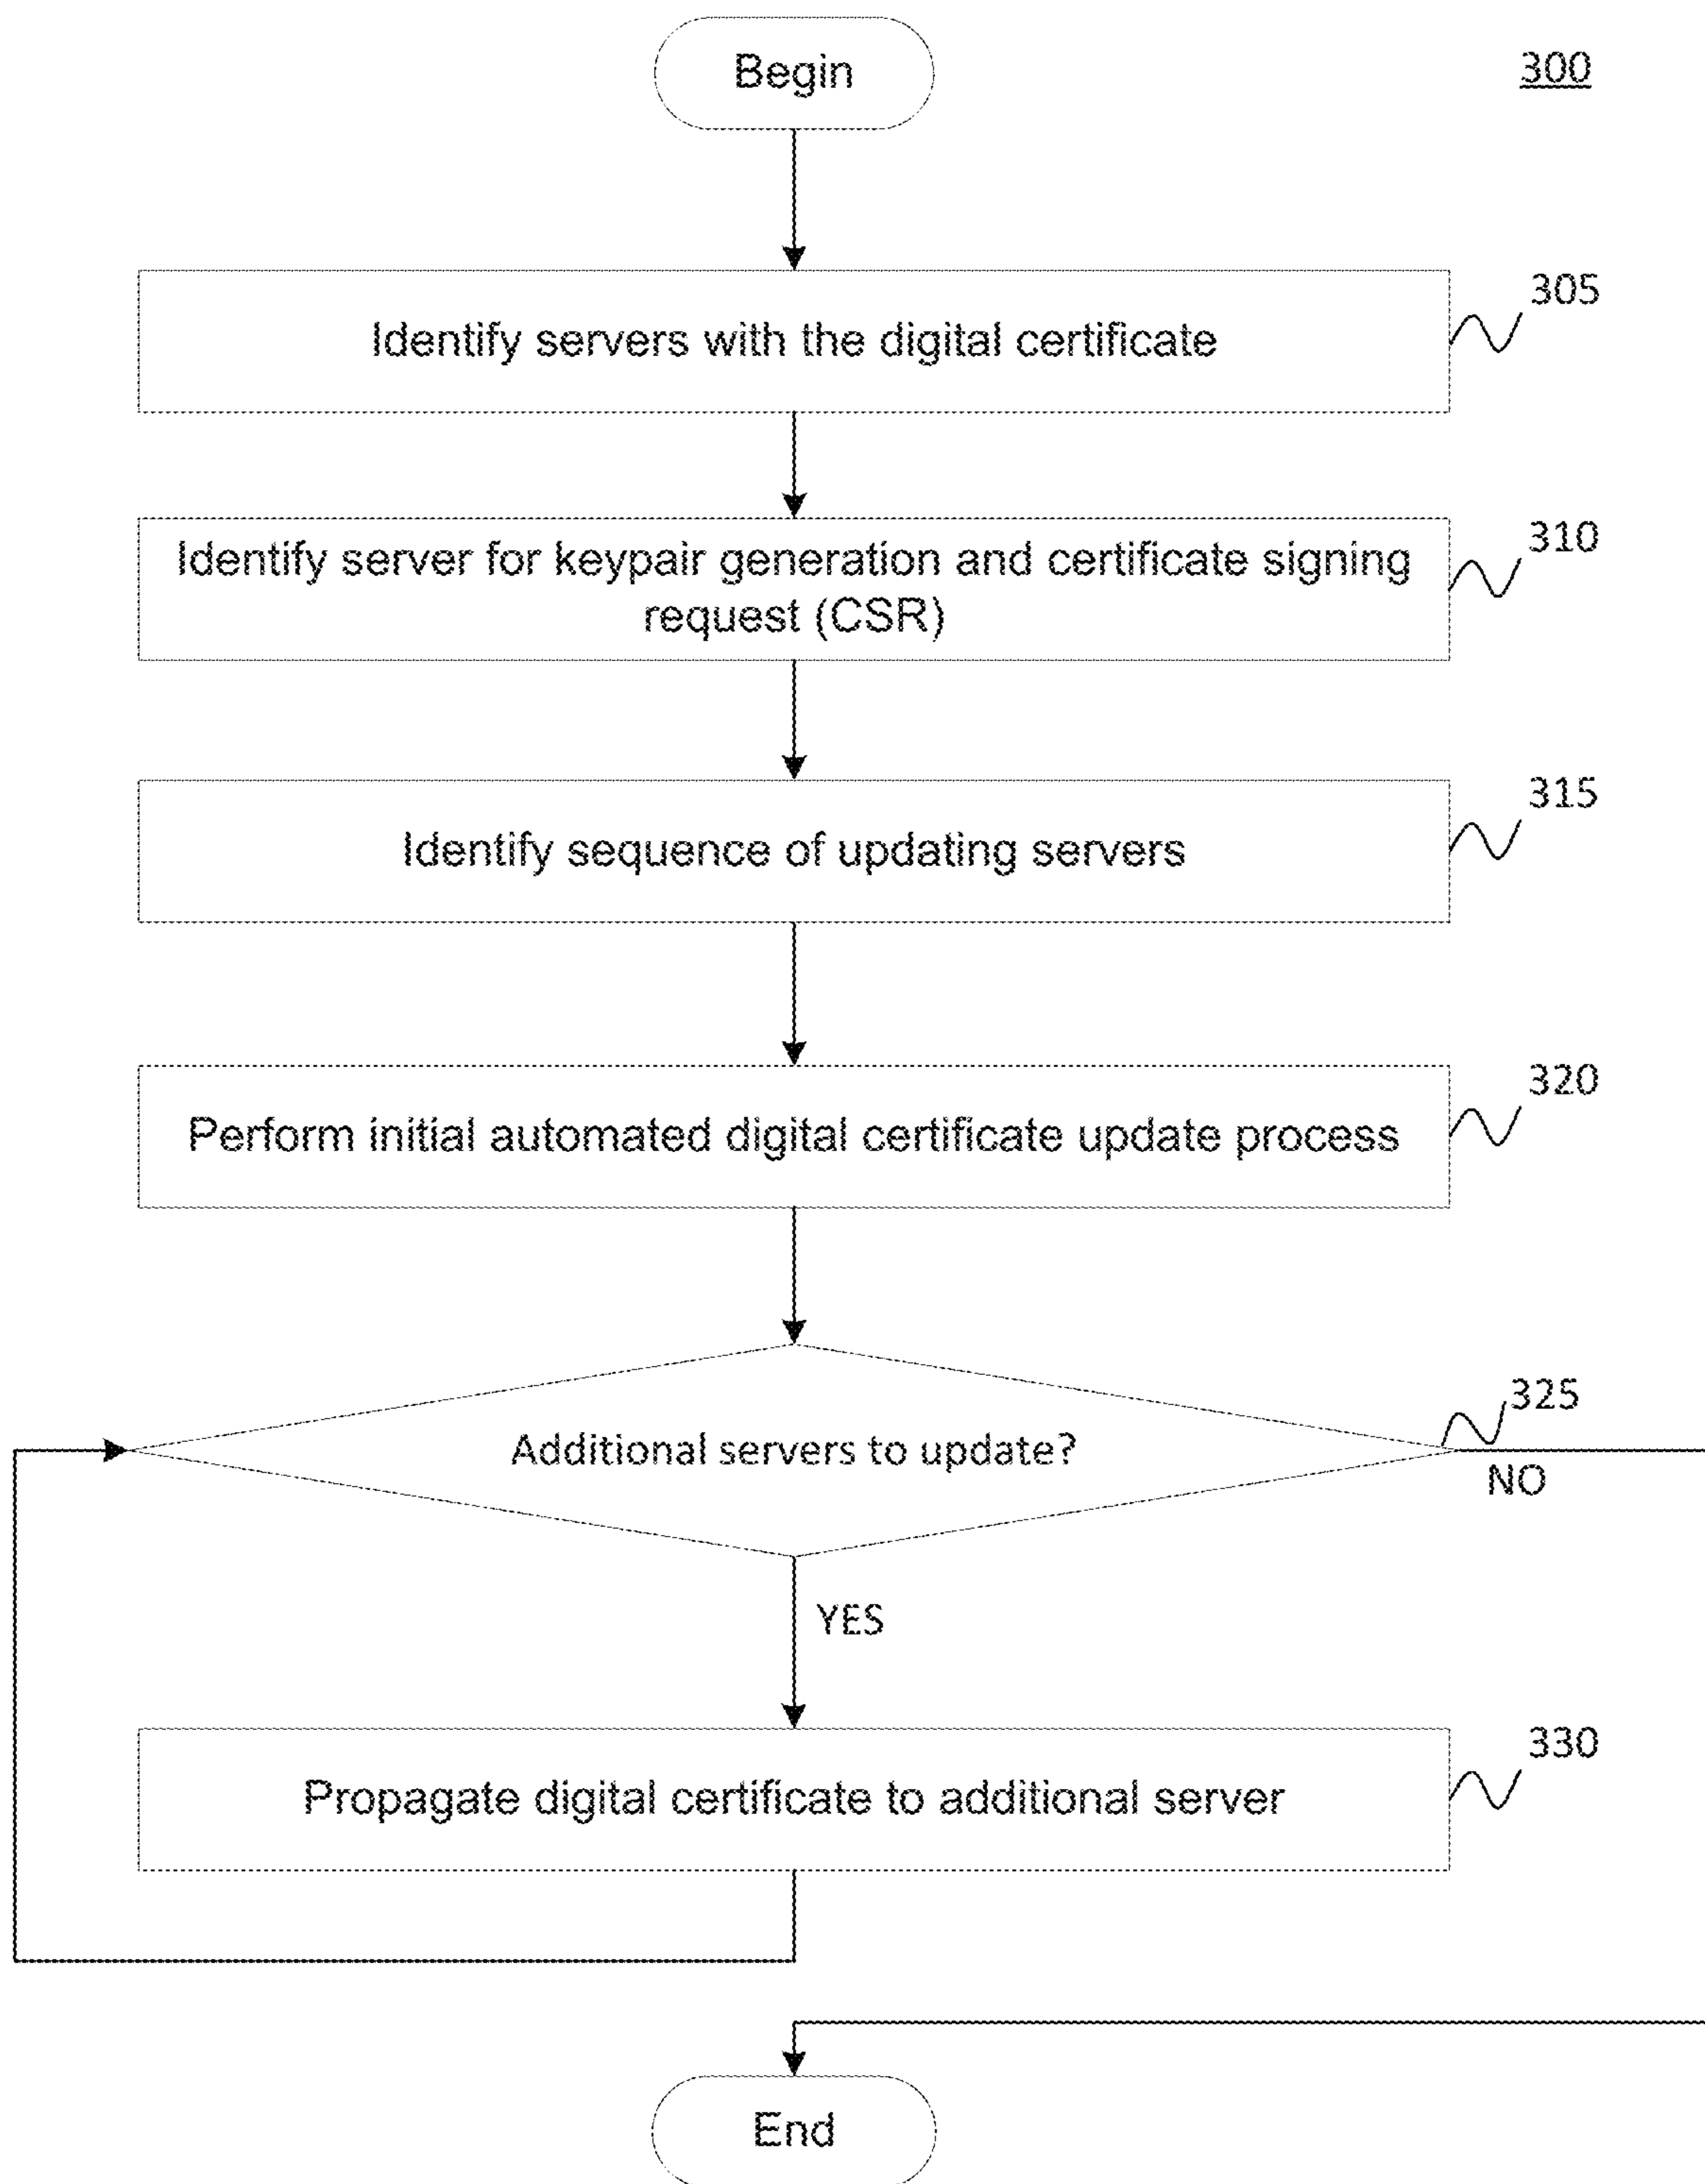 Begin
300
305
Identify servers with the digital certificate
310
Identify server for keypair generation and certificate signing
request (CSR)
315
Identify sequence of updating servers
320
Perform initial automated digital certificate update process
325
Additional servers to update?
NO
YES
330
Propagate digital certificate to additional server
End